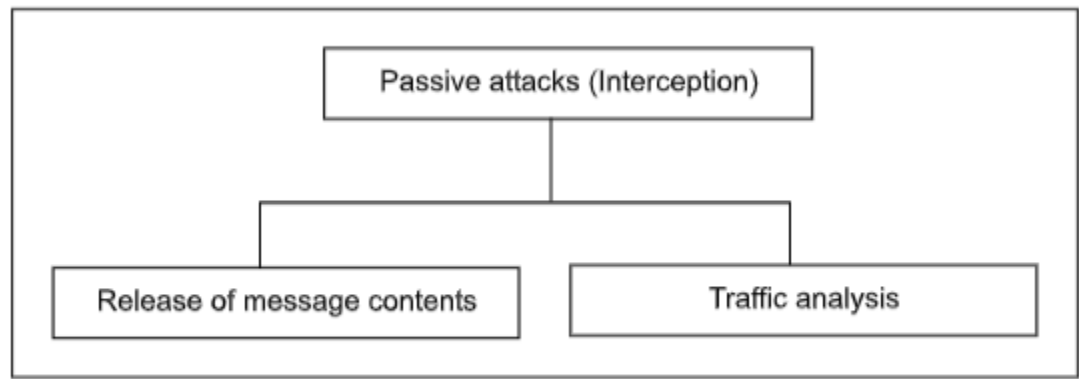 Passive attacks (Interception)
Release of message contents
Traffic analysis